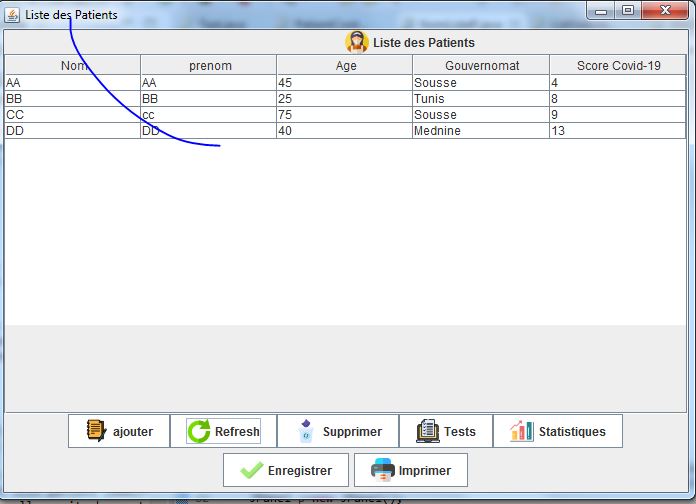 Liste des Patients
Liste des Patients
Nom prenom Age Gouvernomat Score Covid-19
AA AA 45 Sousse 4
BB BB 25 Tunis 8
CC cc 75 Sousse 9
DD DD 40 Mednine 13
ajouter Refresh Supprimer Tests Statistiques
Enregistrer Imprimer